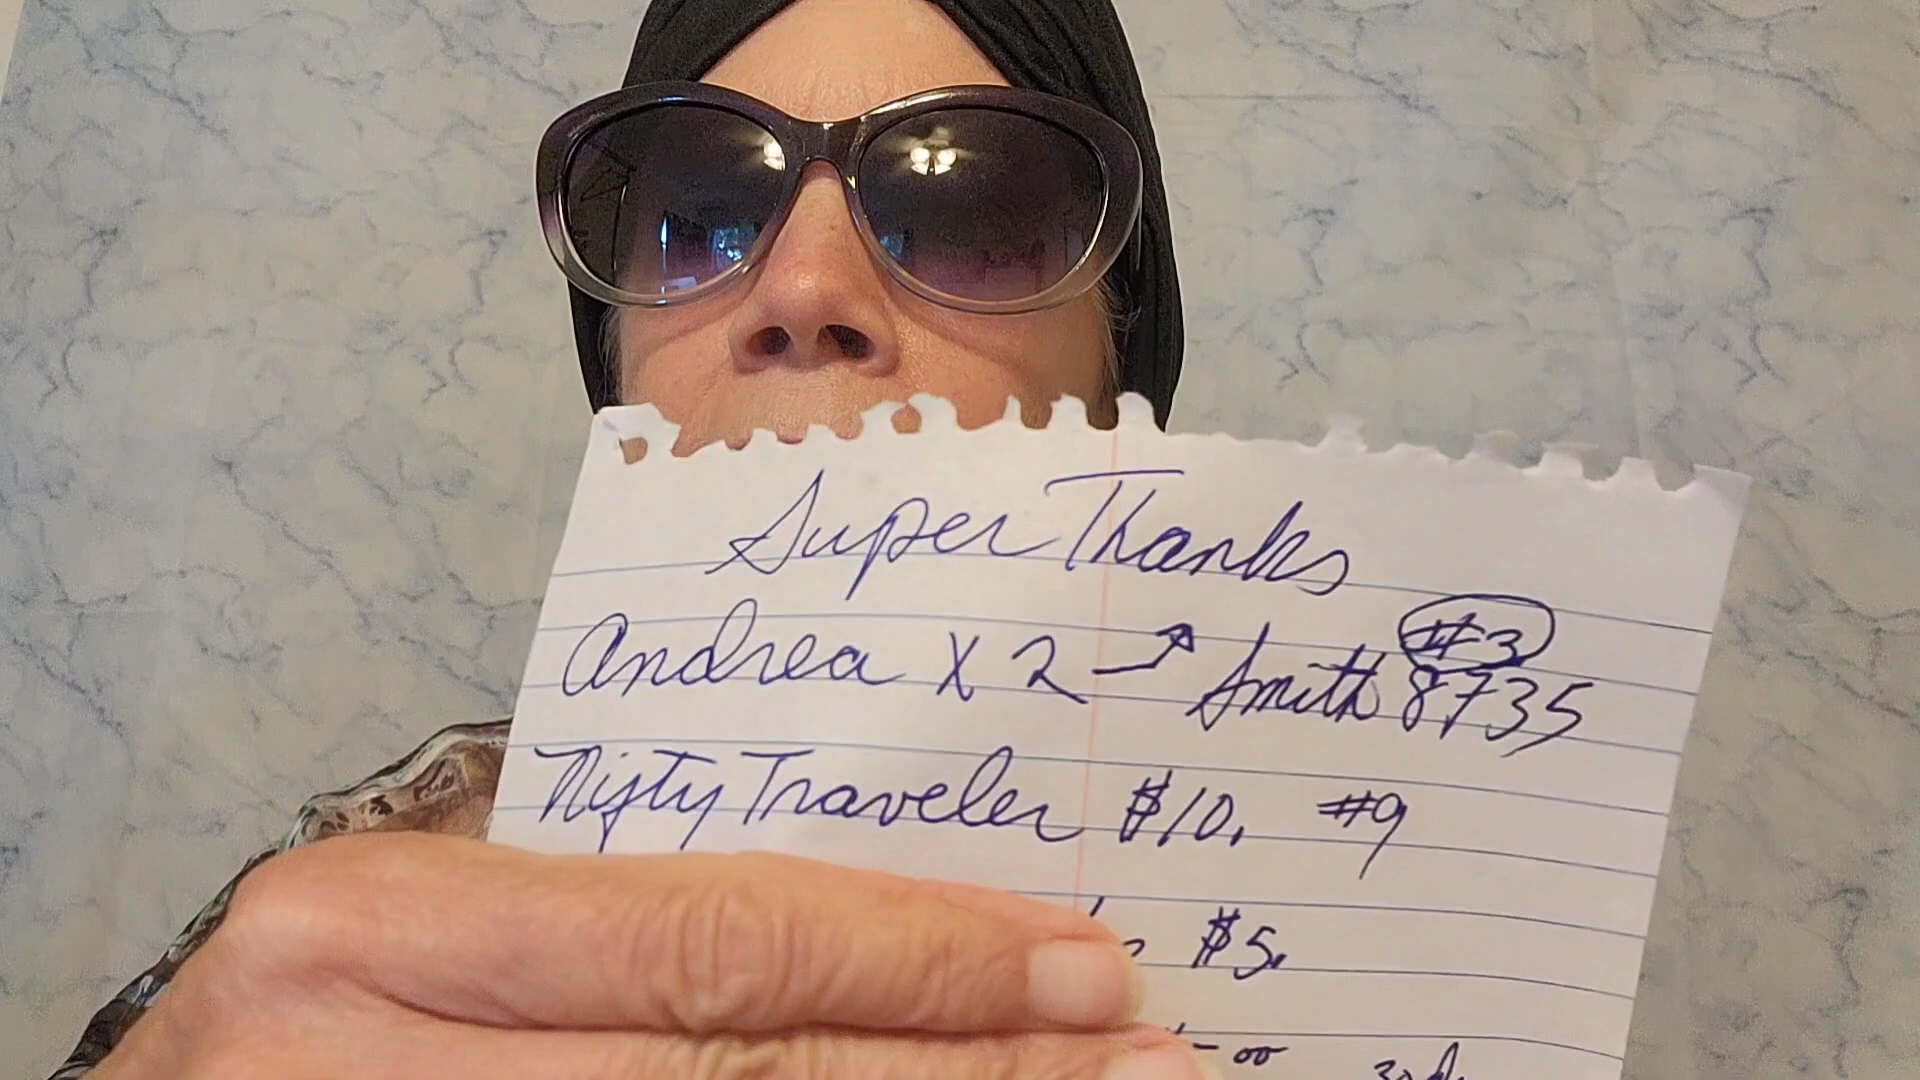 Super Thanks
Andrea X 2 → Smith 8735
#3
Nifty Traveler $10. #9
$5.